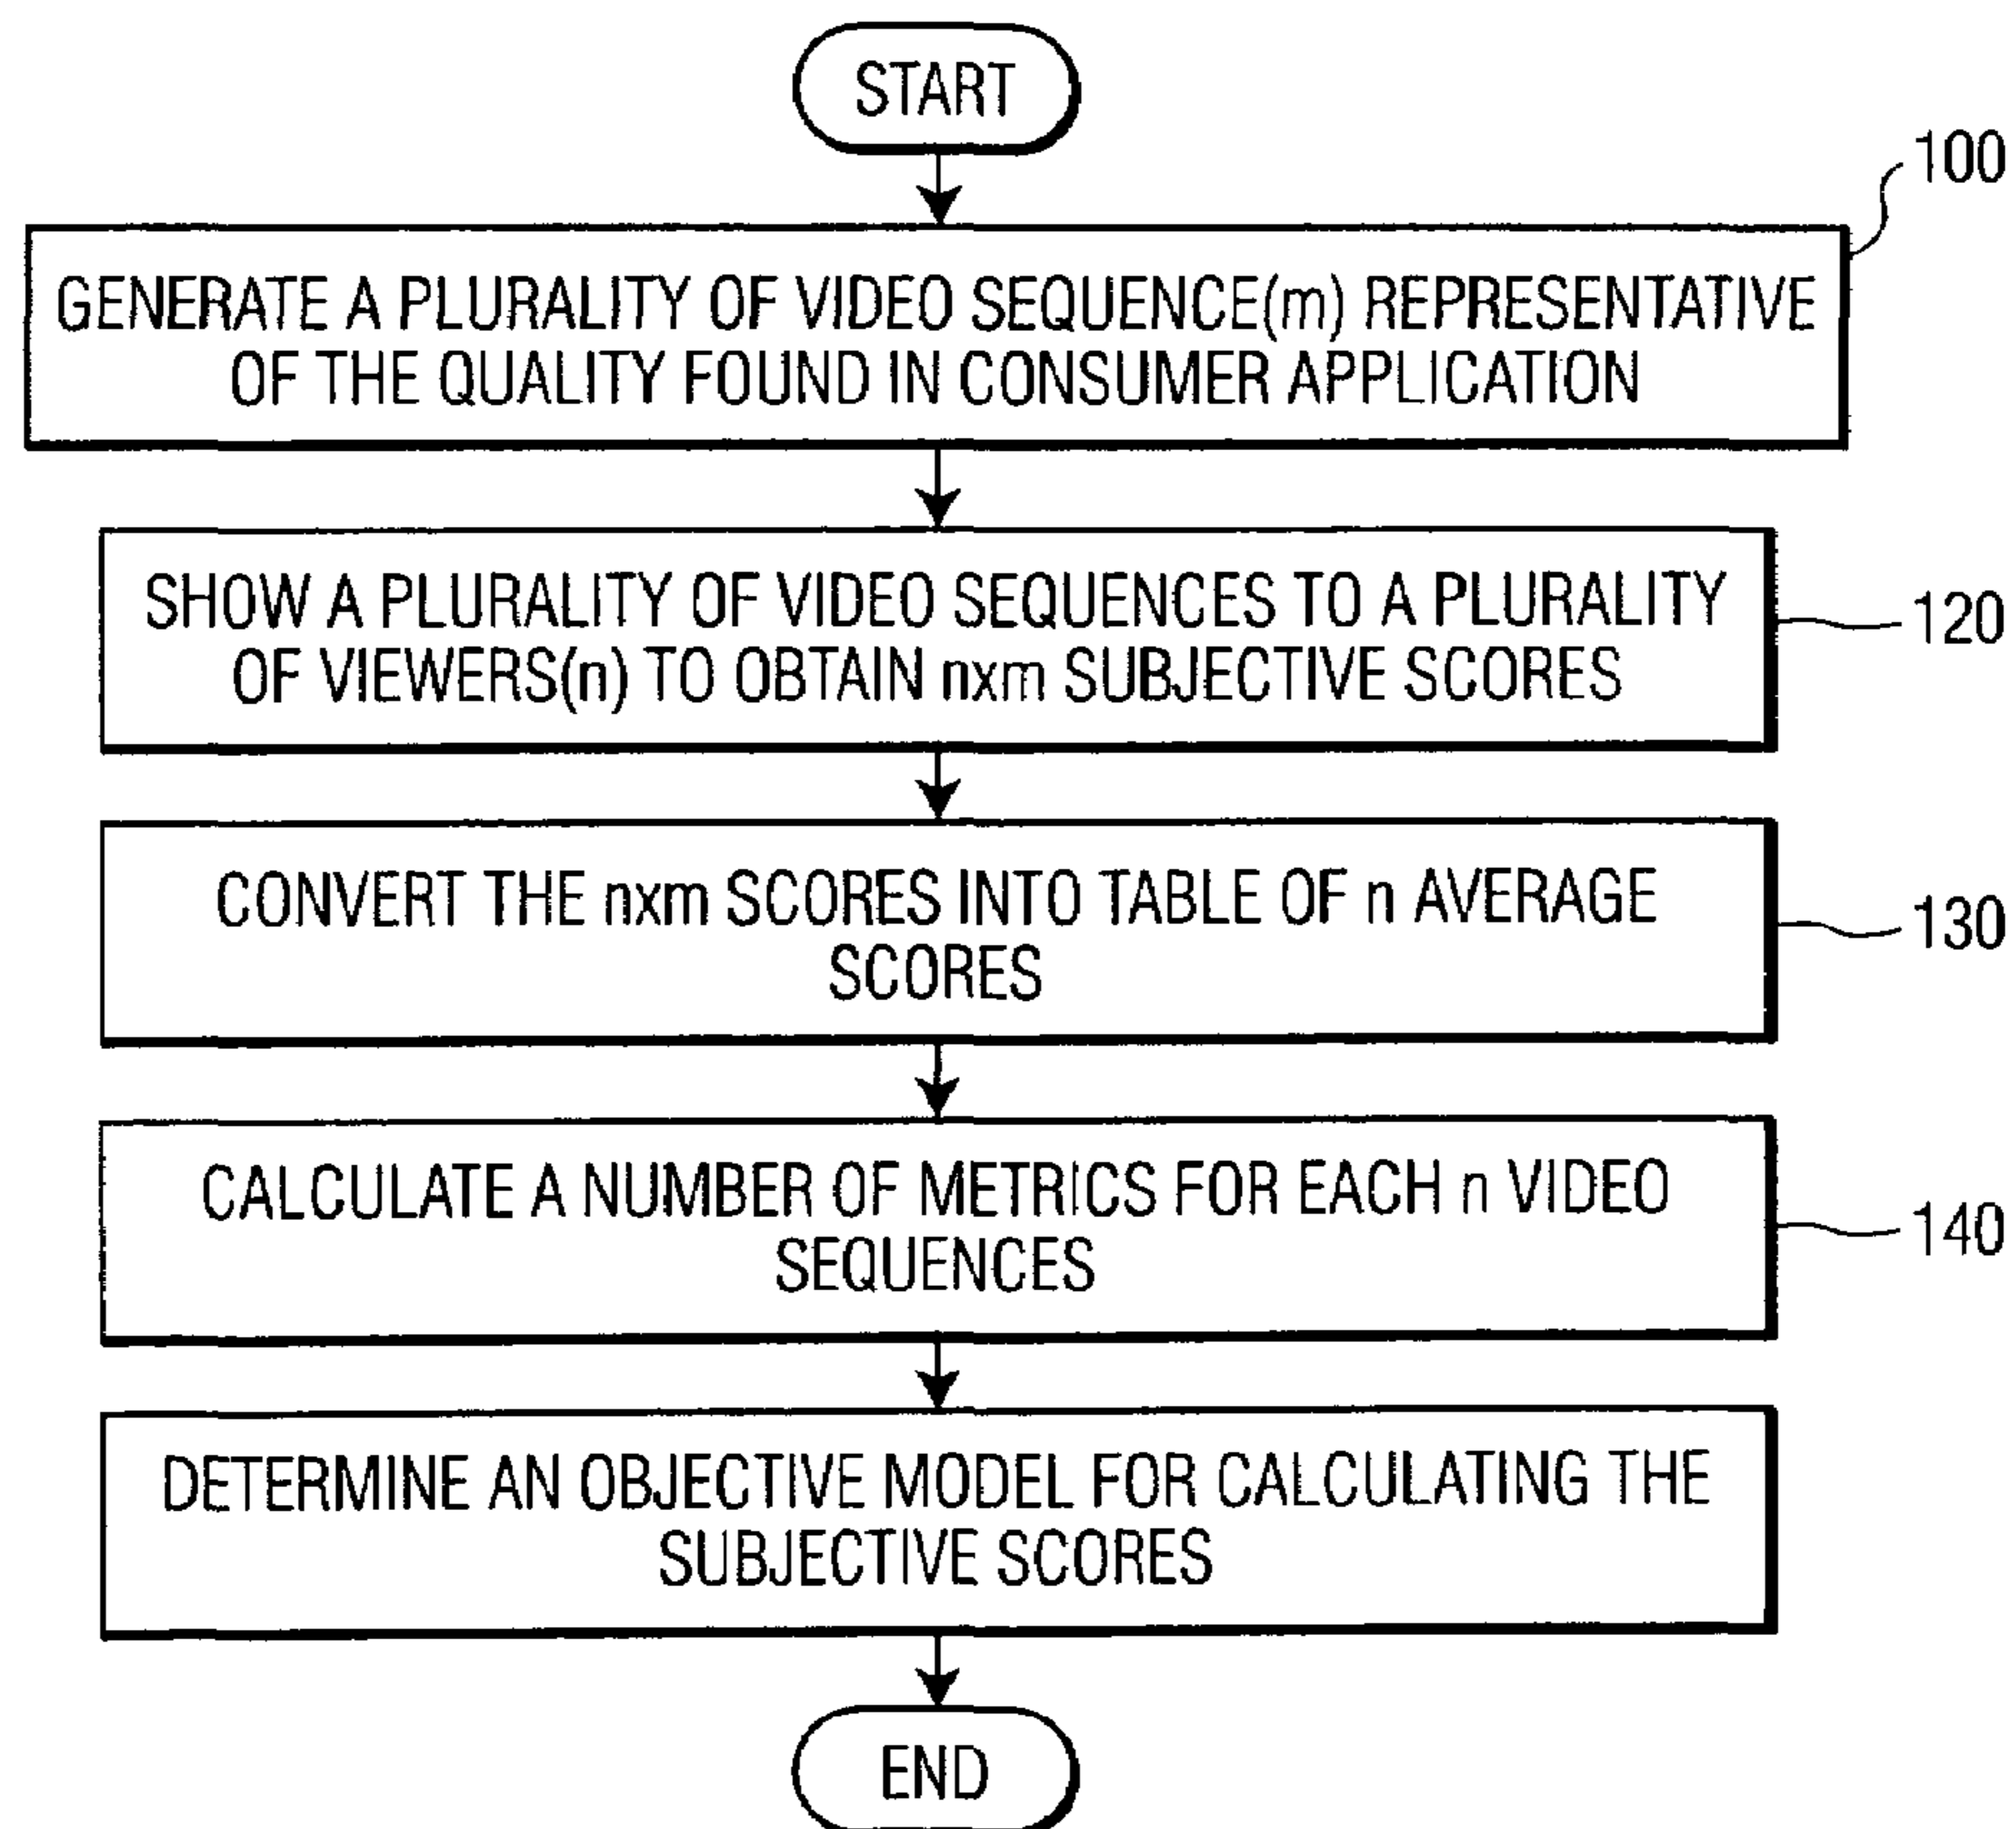 START
100
GENERATE A PLURALITY OF VIDEO SEQUENCE(m) REPRESENTATIVE
OF THE QUALITY FOUND IN CONSUMER APPLICATION
SHOW A PLURALITY OF VIDEO SEQUENCES TO A PLURALITY
OF VIEWERS(n) TO OBTAIN nxm SUBJECTIVE SCORES
120
CONVERT THE nxm SCORES INTO TABLE OF n AVERAGE
SCORES
130
CALCULATE A NUMBER OF METRICS FOR EACH n VIDEO
SEQUENCES
140
DETERMINE AN OBJECTIVE MODEL FOR CALCULATING THE
SUBJECTIVE SCORES
END